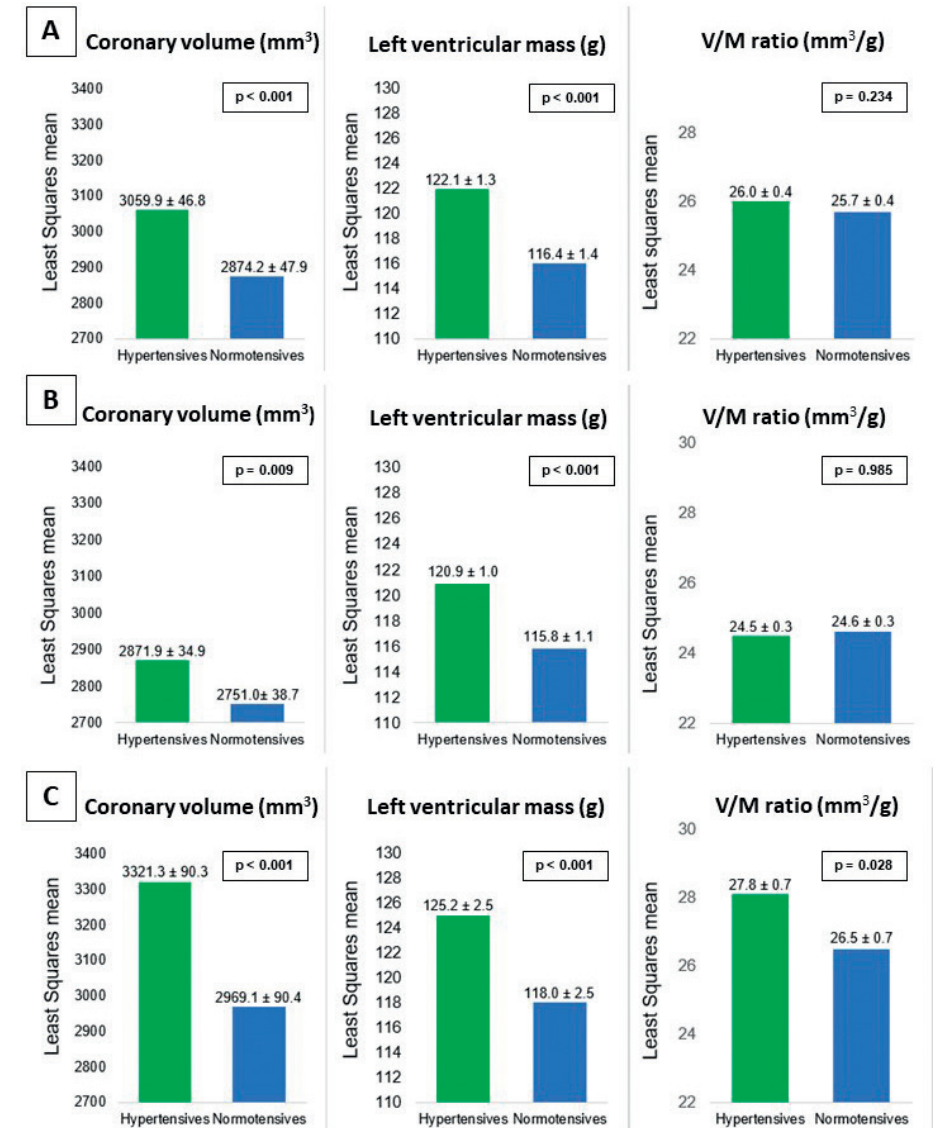 A
Coronary volume (mm³)
Left ventricular mass (g)
V/M ratio (mm³/g)
Least Squares mean
3400
3300
3200
3100
3000
2900
2800
2700
p < 0.001
3059.9 ± 46.8
2874.2 ± 47.9
Hypertensives Normotensives
Least Squares mean
130
128
126
124
122
120
118
116
114
112
110
p < 0.001
122.1 ± 1.3
116.4 ± 1.4
Hypertensives Normotensives
Least squares mean
28
26
24
22
p = 0.234
26.0 ± 0.4
25.7 ± 0.4
Hypertensives Normotensives
B
Coronary volume (mm³)
Left ventricular mass (g)
V/M ratio (mm³/g)
Least Squares mean
3400
3300
3200
3100
3000
2900
2800
2700
p = 0.009
2871.9 ± 34.9
2751.0± 38.7
Hypertensives Normotensives
Least Squares mean
130
128
126
124
122
120
118
116
114
112
110
p < 0.001
120.9 ± 1.0
115.8 ± 1.1
Hypertensives Normotensives
Least Squares mean
30
28
26
24
22
p = 0.985
24.5 ± 0.3
24.6 ± 0.3
Hypertensives Normotensives
C
Coronary volume (mm³)
Left ventricular mass (g)
V/M ratio (mm³/g)
Least Squares mean
3400
3300
3200
3100
3000
2900
2800
2700
p < 0.001
3321.3 ± 90.3
2969.1 ± 90.4
Hypertensives Normotensives
Least Squares mean
130
128
126
124
122
120
118
116
114
112
110
p < 0.001
125.2 ± 2.5
118.0 ± 2.5
Hypertensives Normotensives
Least Squares mean
30
28
26
24
22
p = 0.028
27.8 ± 0.7
26.5 ± 0.7
Hypertensives Normotensives